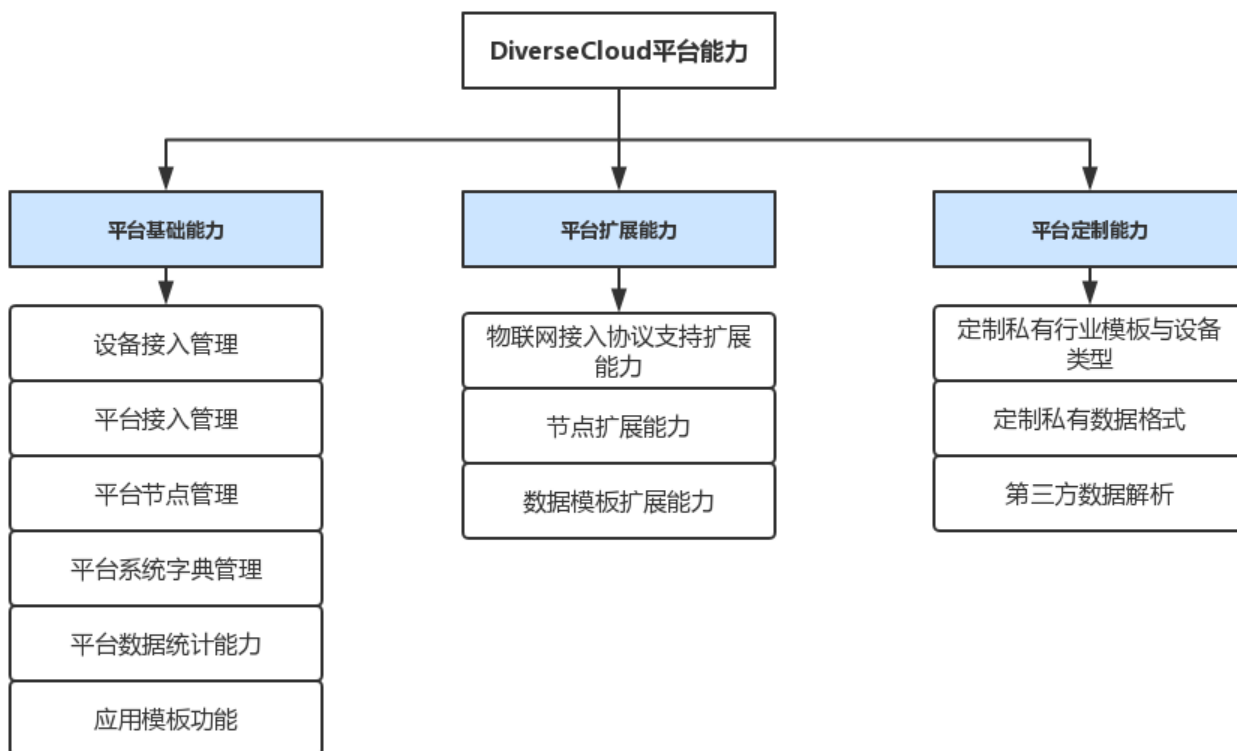 DiverseCloud平台能力
平台基础能力
平台扩展能力
平台定制能力
设备接入管理
平台接入管理
平台节点管理
平台系统字典管理
平台数据统计能力
应用模板功能
物联网接入协议支持扩展
能力
节点扩展能力
数据模板扩展能力
定制私有行业模板与设备
类型
定制私有数据格式
第三方数据解析